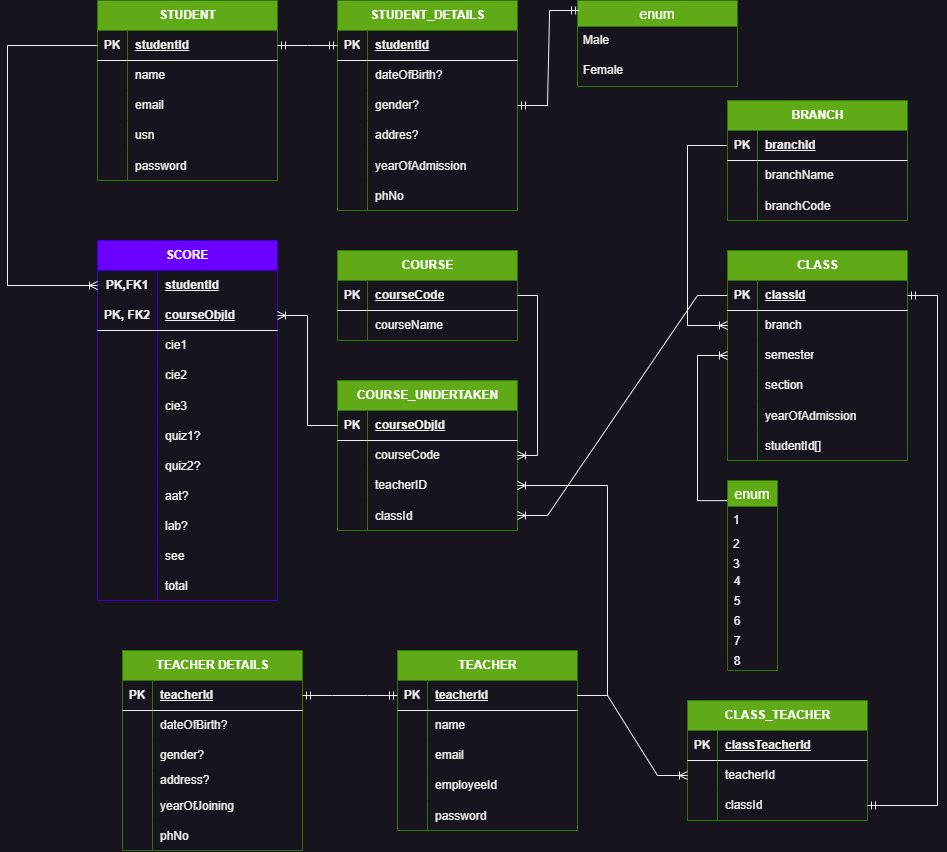 STUDENT
PK studentId
name
email
usn
password
STUDENT_DETAILS
PK studentId
dateOfBirth?
gender?
addres?
yearOfAdmission
phNo
enum
Male
Female
BRANCH
PK branchId
branchName
branchCode
SCORE
PK,FK1 studentId
PK, FK2 courseObjId
cie1
cie2
cie3
quiz1?
quiz2?
aat?
lab?
see
total
COURSE
PK courseCode
courseName
CLASS
PK classId
branch
semester
section
yearOfAdmission
studentId[]
COURSE_UNDERTAKEN
PK courseObjId
courseCode
teacherID
classId
enum
1
2
3
4
5
6
7
8
TEACHER DETAILS
PK teacherId
dateOfBirth?
gender?
address?
yearOfJoining
phNo
TEACHER
PK teacherId
name
email
employeeId
password
CLASS_TEACHER
PK classTeacherId
teacherId
classId